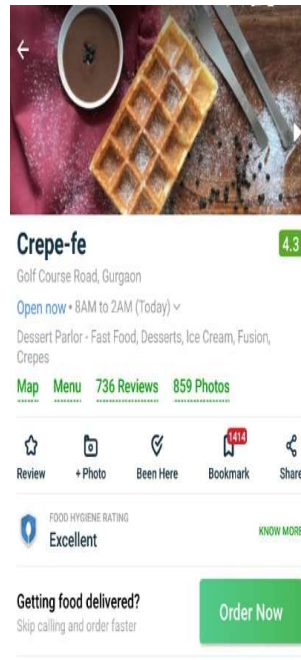 Crepe-fe
4.3
Golf Course Road, Gurgaon
Open now • 8AM to 2AM (Today)
Dessert Parlor - Fast Food, Desserts, Ice Cream, Fusion,
Crepes
Map Menu 736 Reviews 859 Photos
1414
Review + Photo Been Here Bookmark Share
FOOD HYGIENE RATING
Excellent
KNOW MORE
Getting food delivered?
Skip calling and order faster
Order Now